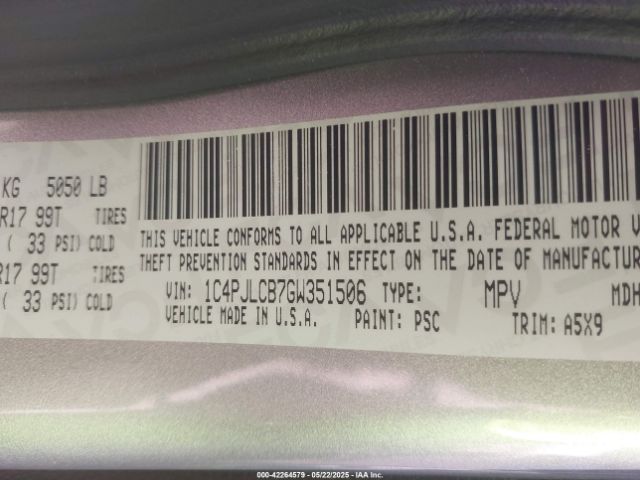 KG 5050 LB
R17 99T TIRES
( 33 PSI) COLD
R17 99T TIRES
( 33 PSI) COLD
THIS VEHICLE CONFORMS TO ALL APPLICABLE U.S.A. FEDERAL MOTOR V
THEFT PREVENTION STANDARDS IN EFFECT ON THE DATE OF MANUFACTUR
VIN: 1C4PJLCB7GW351506 TYPE: MPV MDH
VEHICLE MADE IN U.S.A. PAINT: PSC TRIM: A5X9
000-42264579 - 05/22/2025 - IAA Inc.